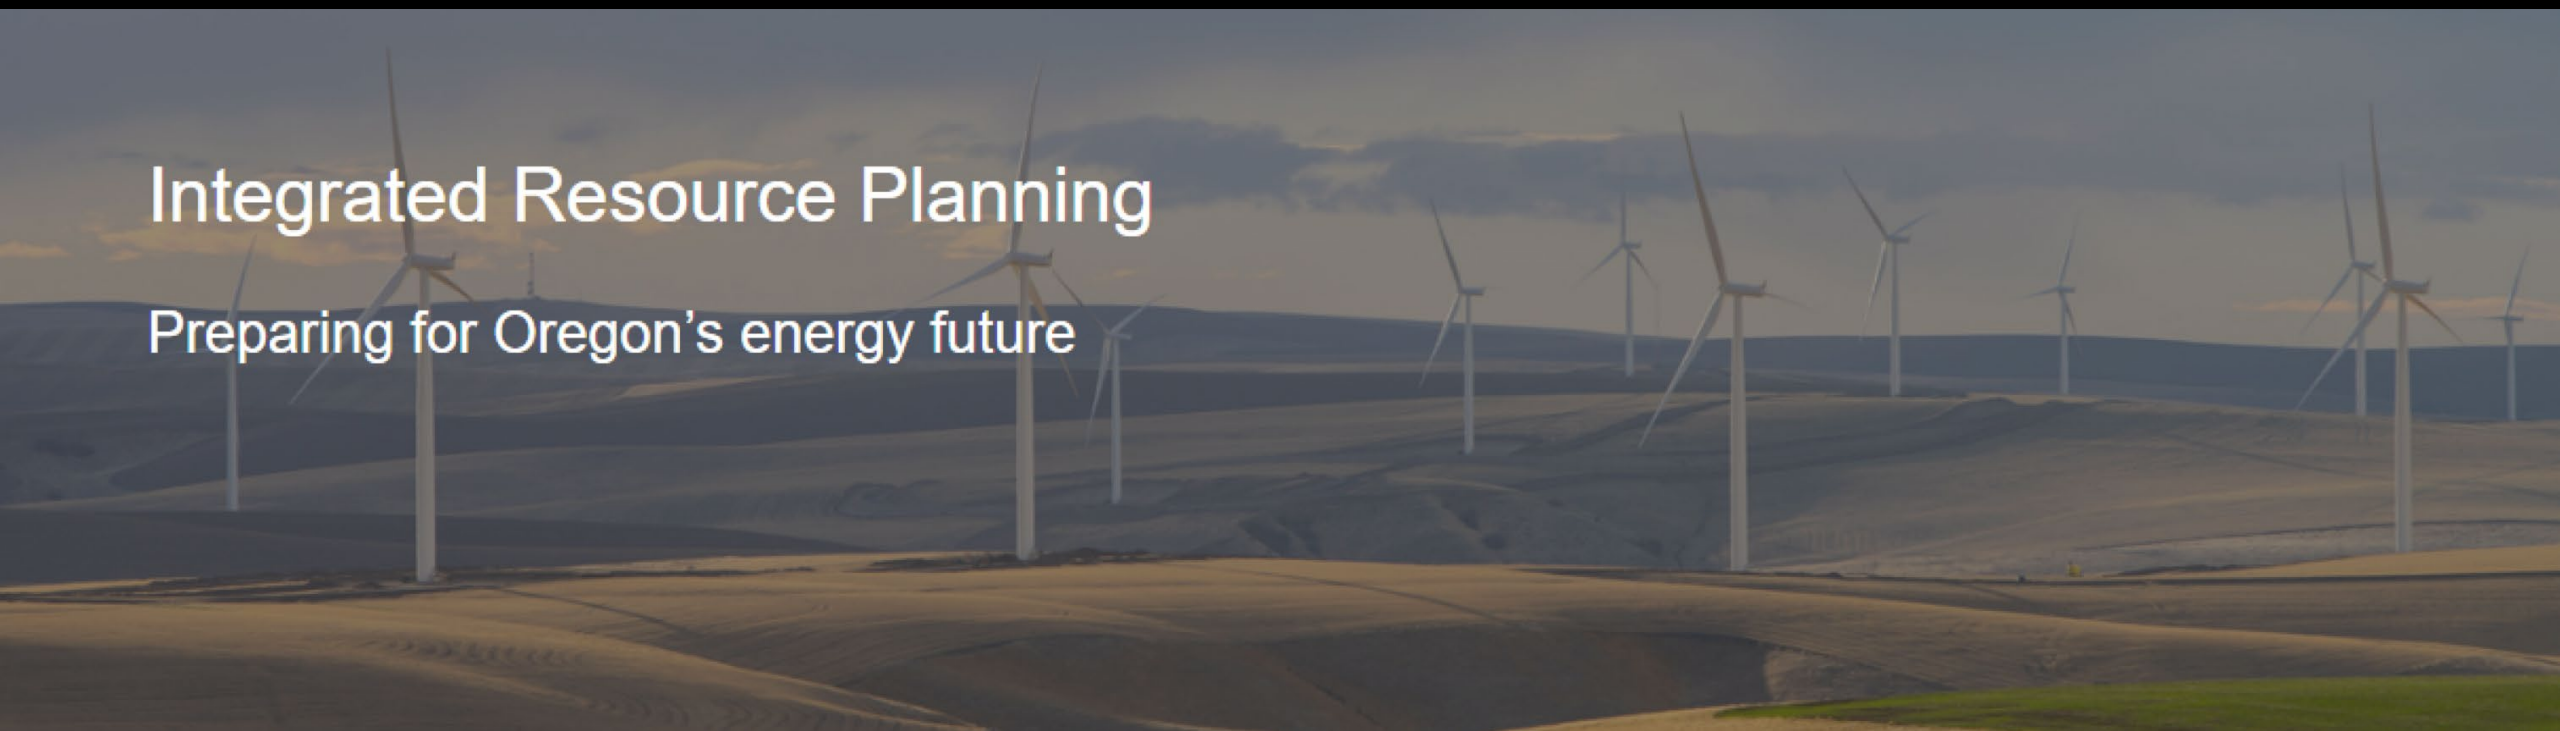 Integrated Resource Planning
Preparing for Oregon’s energy future